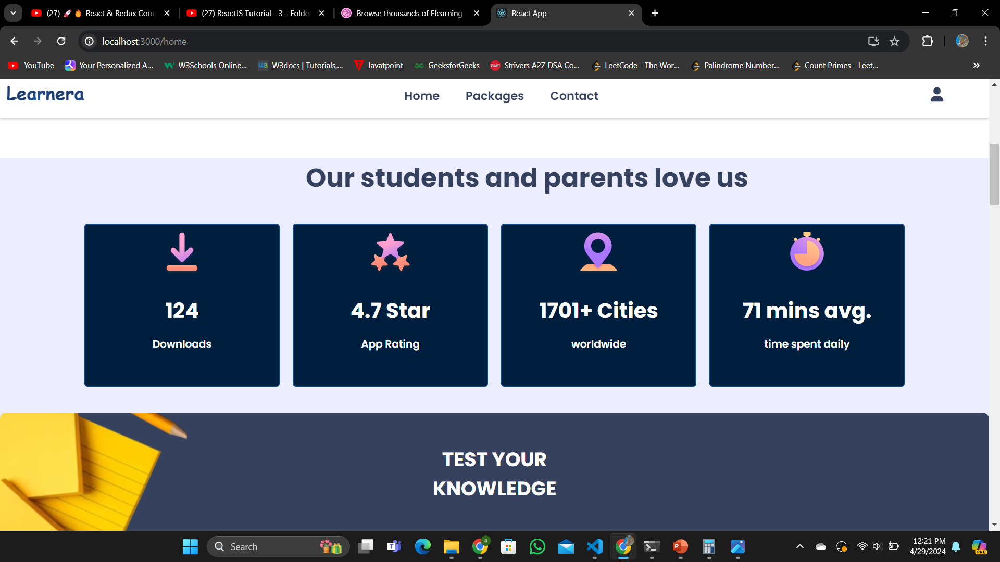 (27) 🚀🔥 React & Redux Com
(27) ReactJS Tutorial - 3 - Folde
Browse thousands of Elearning
React App
localhost:3000/home
YouTube
Your Personalized A...
W3Schools Online...
W3docs | Tutorials,...
Javatpoint
GeeksforGeeks
TUF
Strivers A2Z DSA Co...
LeetCode - The Wor...
Palindrome Number...
Count Primes - Leet...
Learnera
Home
Packages
Contact
Our students and parents love us
124
Downloads
4.7 Star
App Rating
1701+ Cities
worldwide
71 mins avg.
time spent daily
TEST YOUR
KNOWLEDGE
Search
12:21 PM
4/29/2024
PRE